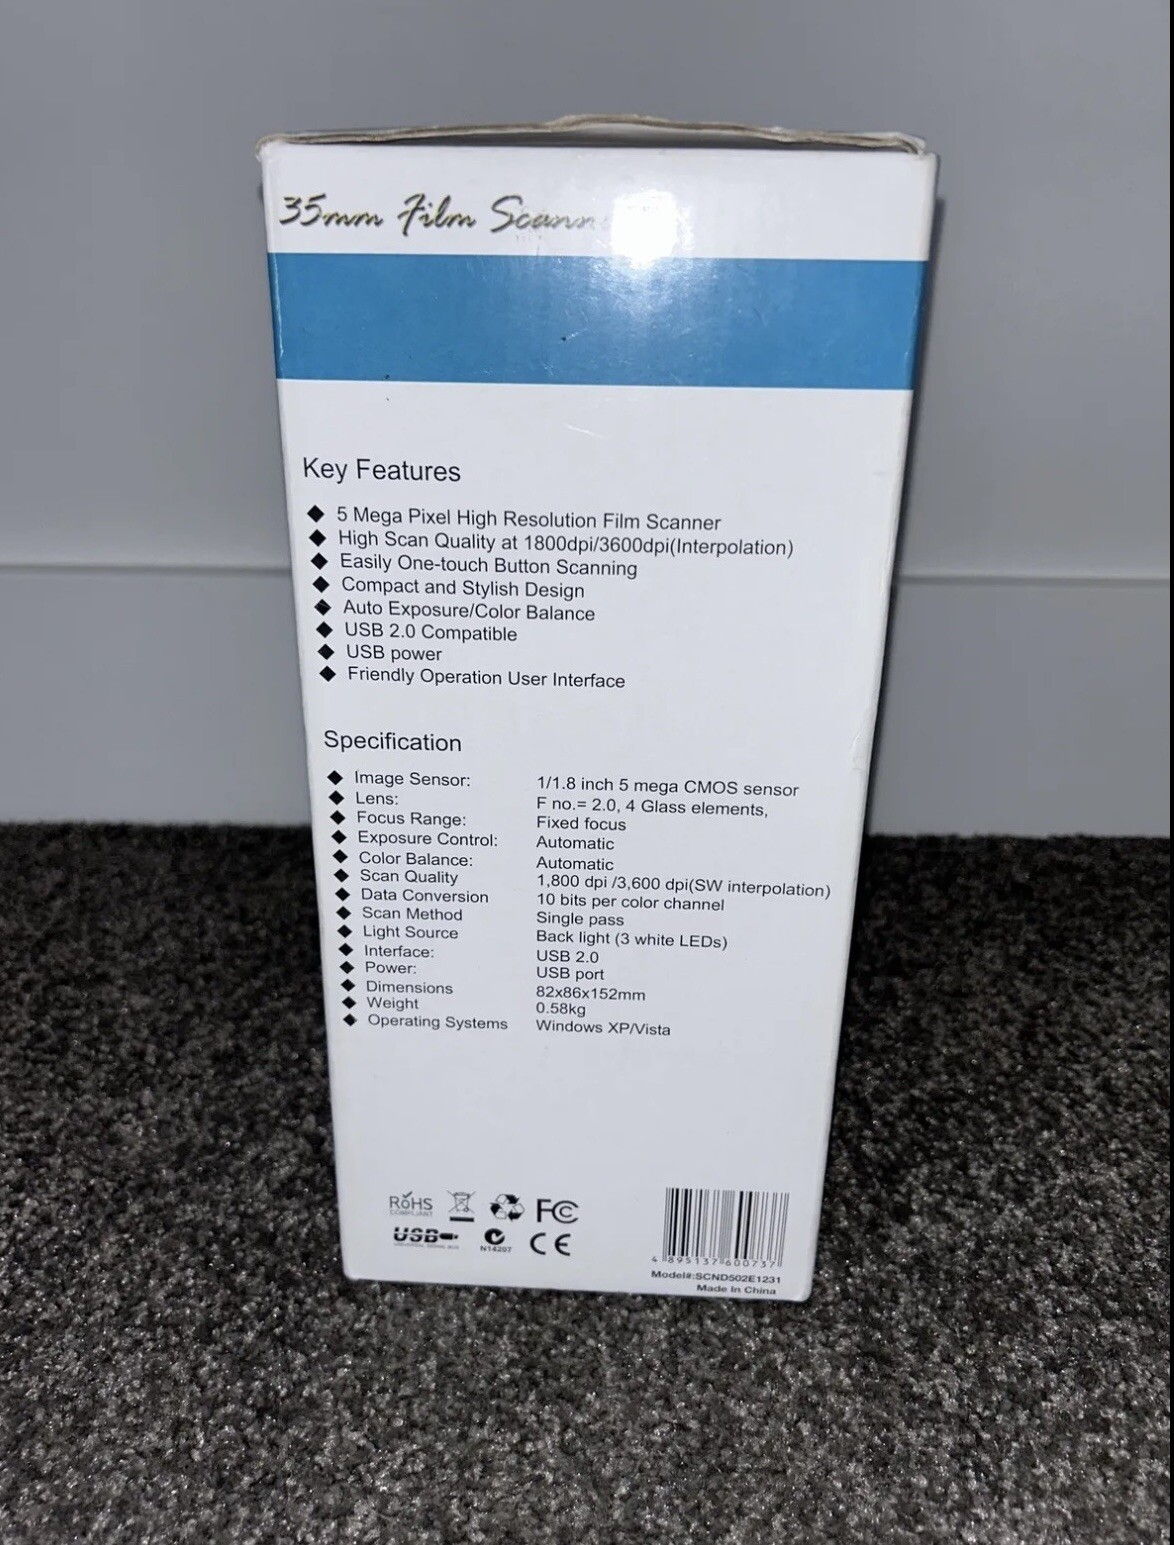 35mm Film Scann
Key Features
◆ 5 Mega Pixel High Resolution Film Scanner
◆ High Scan Quality at 1800dpi/3600dpi(Interpolation)
◆ Easily One-touch Button Scanning
◆ Compact and Stylish Design
◆ Auto Exposure/Color Balance
◆ USB 2.0 Compatible
◆ USB power
◆ Friendly Operation User Interface
Specification
◆ Image Sensor: 1/1.8 inch 5 mega CMOS sensor
◆ Lens: F no.= 2.0, 4 Glass elements,
◆ Focus Range: Fixed focus
◆ Exposure Control: Automatic
◆ Color Balance: Automatic
◆ Scan Quality 1,800 dpi /3,600 dpi(SW interpolation)
◆ Data Conversion 10 bits per color channel
◆ Scan Method Single pass
◆ Light Source Back light (3 white LEDs)
◆ Interface: USB 2.0
◆ Power: USB port
◆ Dimensions 82x86x152mm
◆ Weight 0.58kg
◆ Operating Systems Windows XP/Vista
RoHS FC
COMPLIANT
USB CE
N14207
4 895137 600737
Model#:SCND502E1231
Made In China